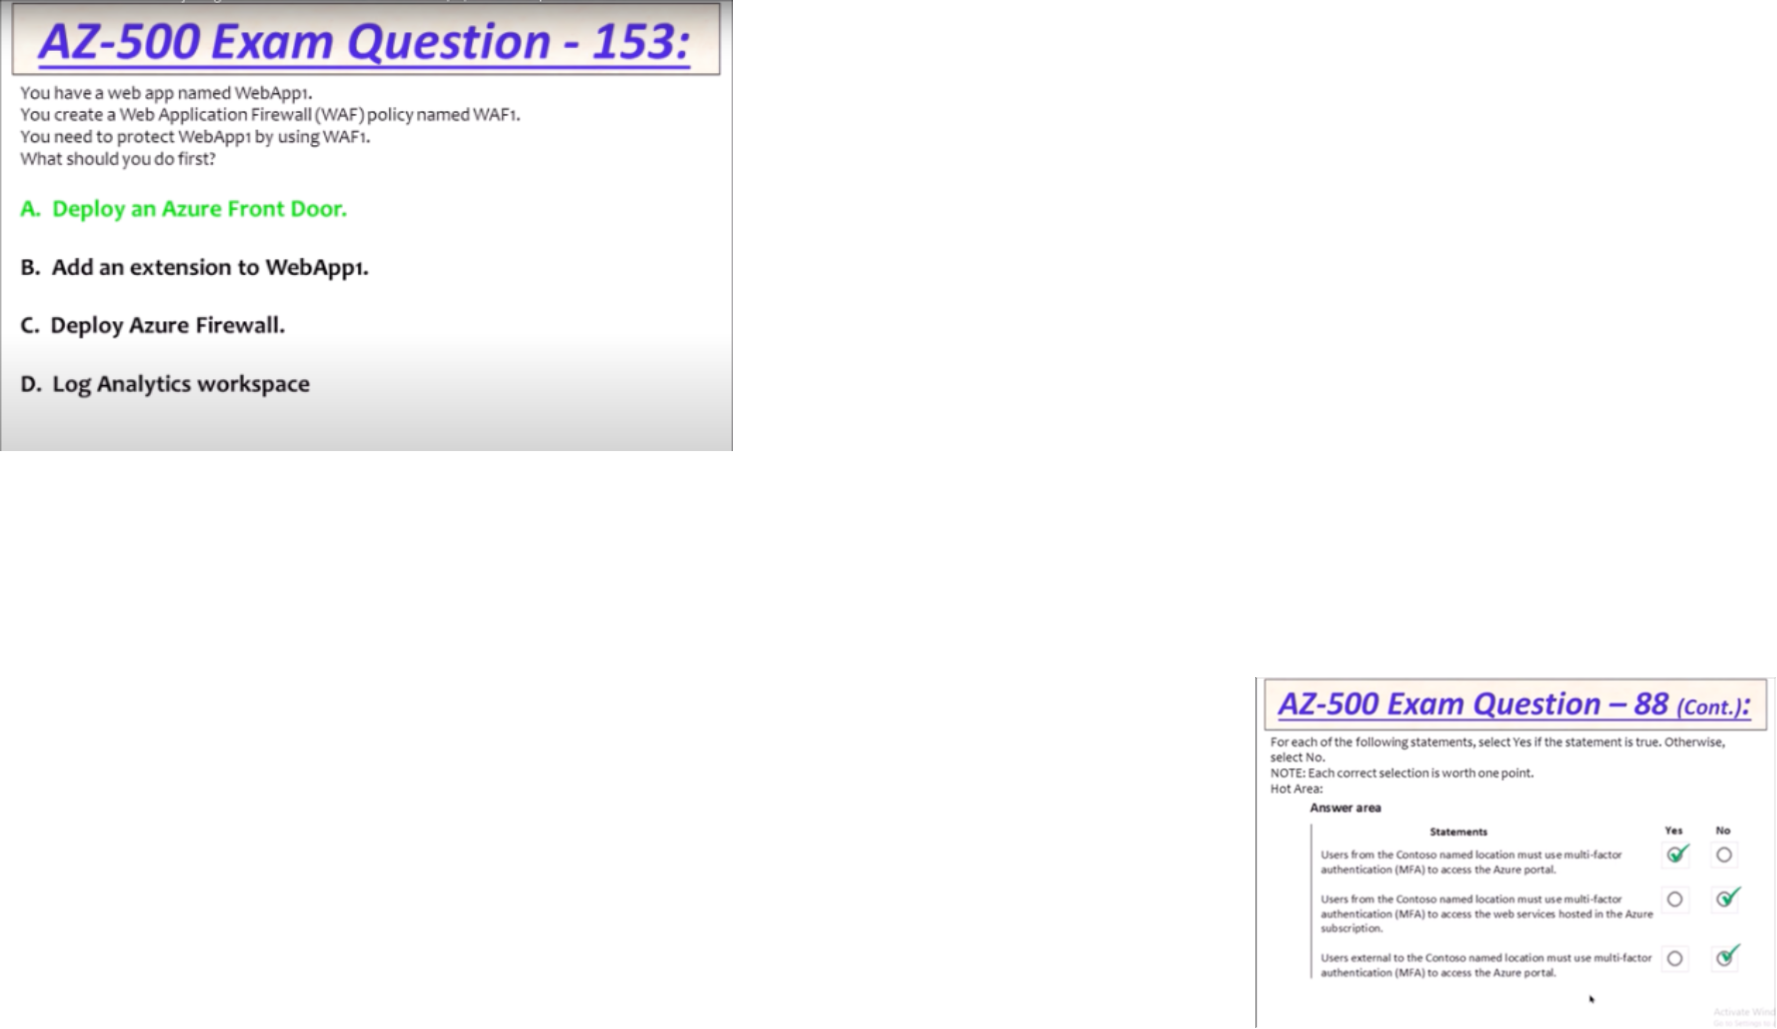 AZ-500 Exam Question - 153:
You have a web app named WebApp1.
You create a Web Application Firewall (WAF) policy named WAF1.
You need to protect WebApp1 by using WAF1.
What should you do first?
A. Deploy an Azure Front Door.
B. Add an extension to WebApp1.
C. Deploy Azure Firewall.
D. Log Analytics workspace
AZ-500 Exam Question – 88 (Cont.):
For each of the following statements, select Yes if the statement is true. Otherwise,
select No.
NOTE: Each correct selection is worth one point.
Hot Area:
Answer area
Statements Yes No
Users from the Contoso named location must use multi-factor
authentication (MFA) to access the Azure portal.
Users from the Contoso named location must use multi-factor
authentication (MFA) to access the web services hosted in the Azure
subscription.
Users external to the Contoso named location must use multi-factor
authentication (MFA) to access the Azure portal.
Activate Wind